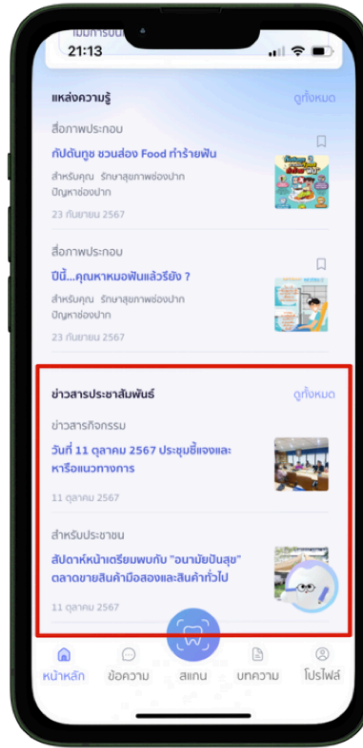 21:13
แหล่งความรู้
ดูทั้งหมด
สื่อภาพประกอบ
กัปตันทูช ชวนส่อง Food ทำร้ายฟัน
สำหรับคุณ รักษาสุขภาพช่องปาก
ปัญหาช่องปาก
23 กันยายน 2567
สื่อภาพประกอบ
ปีนี้...คุณหาหมอฟันแล้วรึยัง ?
สำหรับคุณ รักษาสุขภาพช่องปาก
ปัญหาช่องปาก
23 กันยายน 2567
ข่าวสารประชาสัมพันธ์
ดูทั้งหมด
ข่าวสารกิจกรรม
วันที่ 11 ตุลาคม 2567 ประชุมชี้แจงและ
หารือแนวทางการ
11 ตุลาคม 2567
สำหรับประชาชน
สัปดาห์หน้าเตรียมพบกับ "อนามัยปันสุข"
ตลาดขายสินค้ามือสองและสินค้าทั่วไป
11 ตุลาคม 2567
หน้าหลัก
ข้อความ
สแกน
บทความ
โปรไฟล์